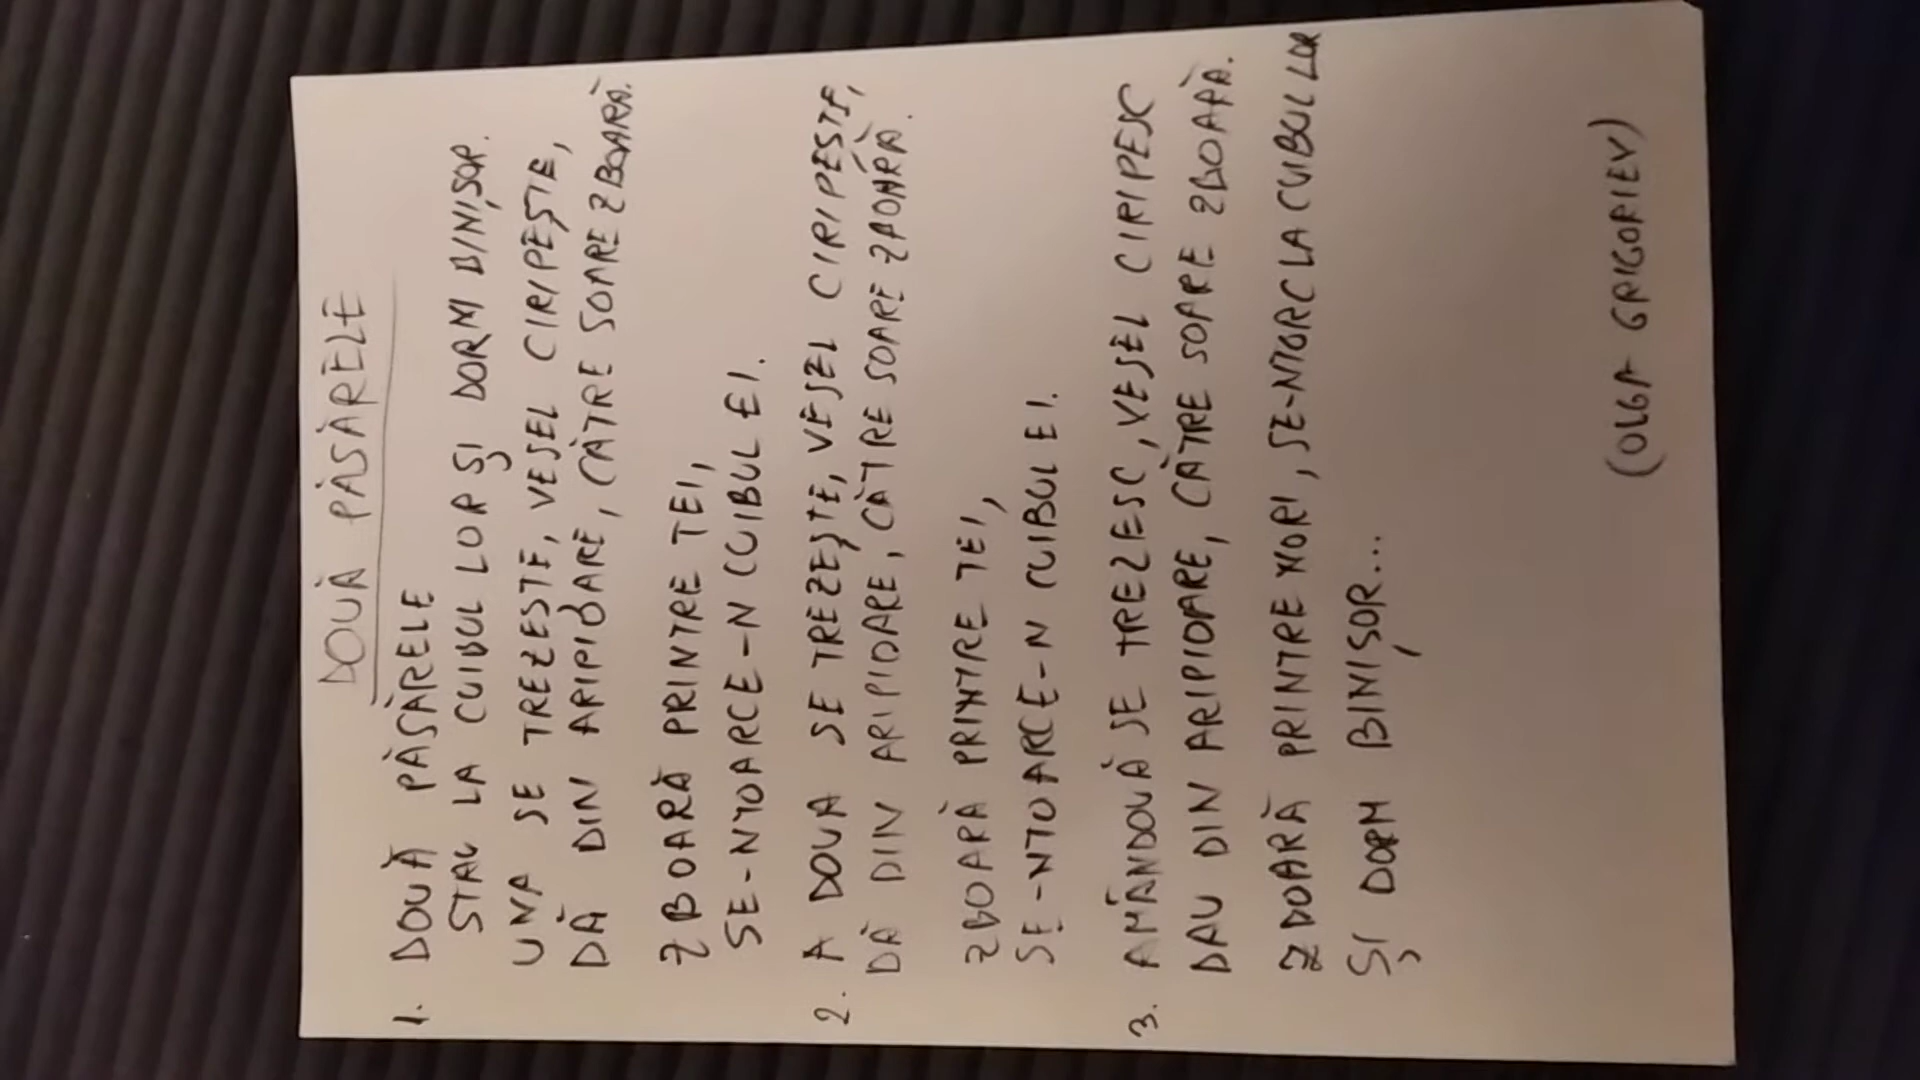 DOUĂ PĂSĂRELE
1. DOUĂ PĂSĂRELE
STAU LA CUIBUL LOR ȘI DORM BINIȘOR.
UNA SE TREZEȘTE, VESEL CIRIPEȘTE,
DĂ DIN ARIPIOARE, CĂTRE SOARE ZBOARĂ.
ZBOARĂ PRINTRE TEI,
SE-NTOARCE-N CUIBUL EI.
2. A DOUA SE TREZEȘTE, VESEL CIRIPEȘTE,
DĂ DIN ARIPIOARE, CĂTRE SOARE ZBOARĂ.
ZBOARĂ PRINTRE TEI,
SE-NTOARCE-N CUIBUL EI.
3. AMÂNDOUĂ SE TREZESC, VESEL CIRIPESC
DAU DIN ARIPIOARE, CĂTRE SOARE ZBOARĂ.
ZBOARĂ PRINTRE NORI, SE-NTORC LA CUIBUL LOR
ȘI DORM BINIȘOR...
(OLGA GRIGORIEV)